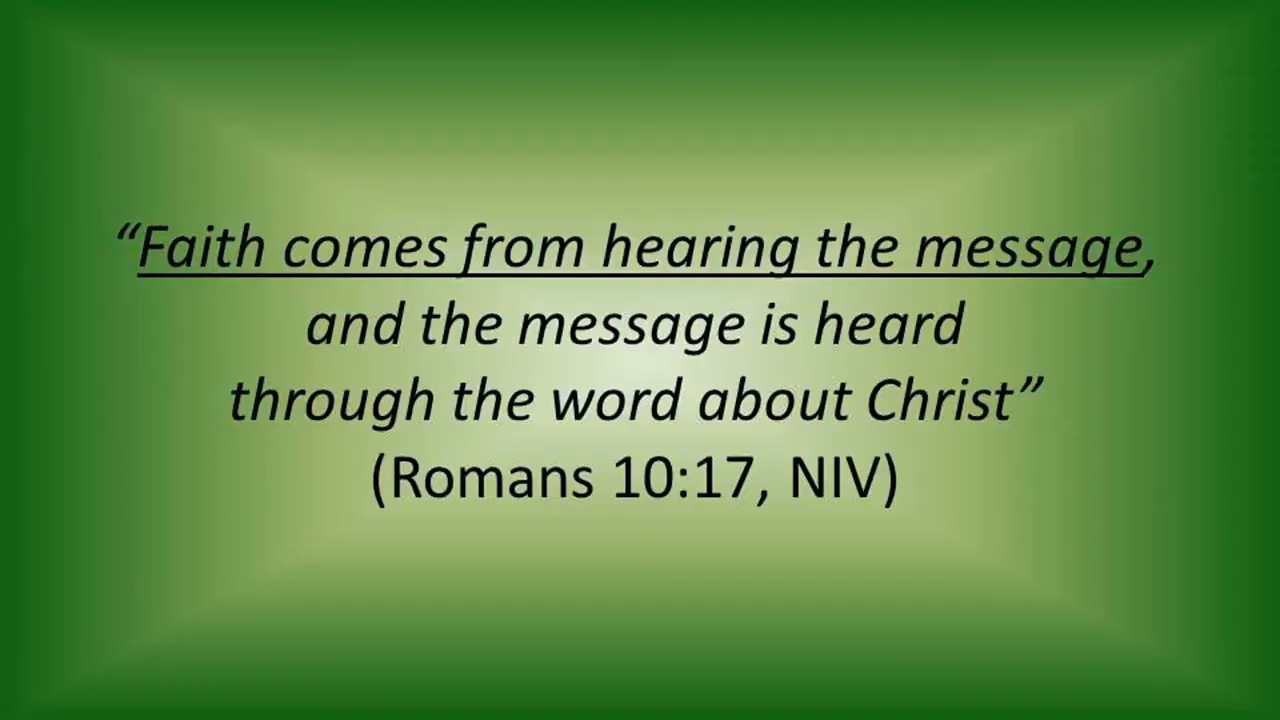 “Faith comes from hearing the message,
and the message is heard
through the word about Christ”
(Romans 10:17, NIV)